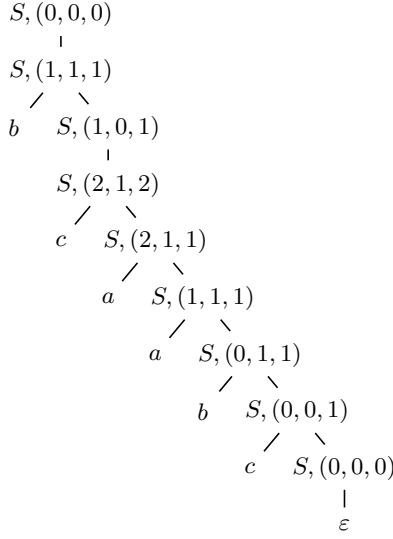 S, (0, 0, 0)
S, (1, 1, 1)
b S, (1, 0, 1)
S, (2, 1, 2)
c S, (2, 1, 1)
a S, (1, 1, 1)
a S, (0, 1, 1)
b S, (0, 0, 1)
c S, (0, 0, 0)
ε